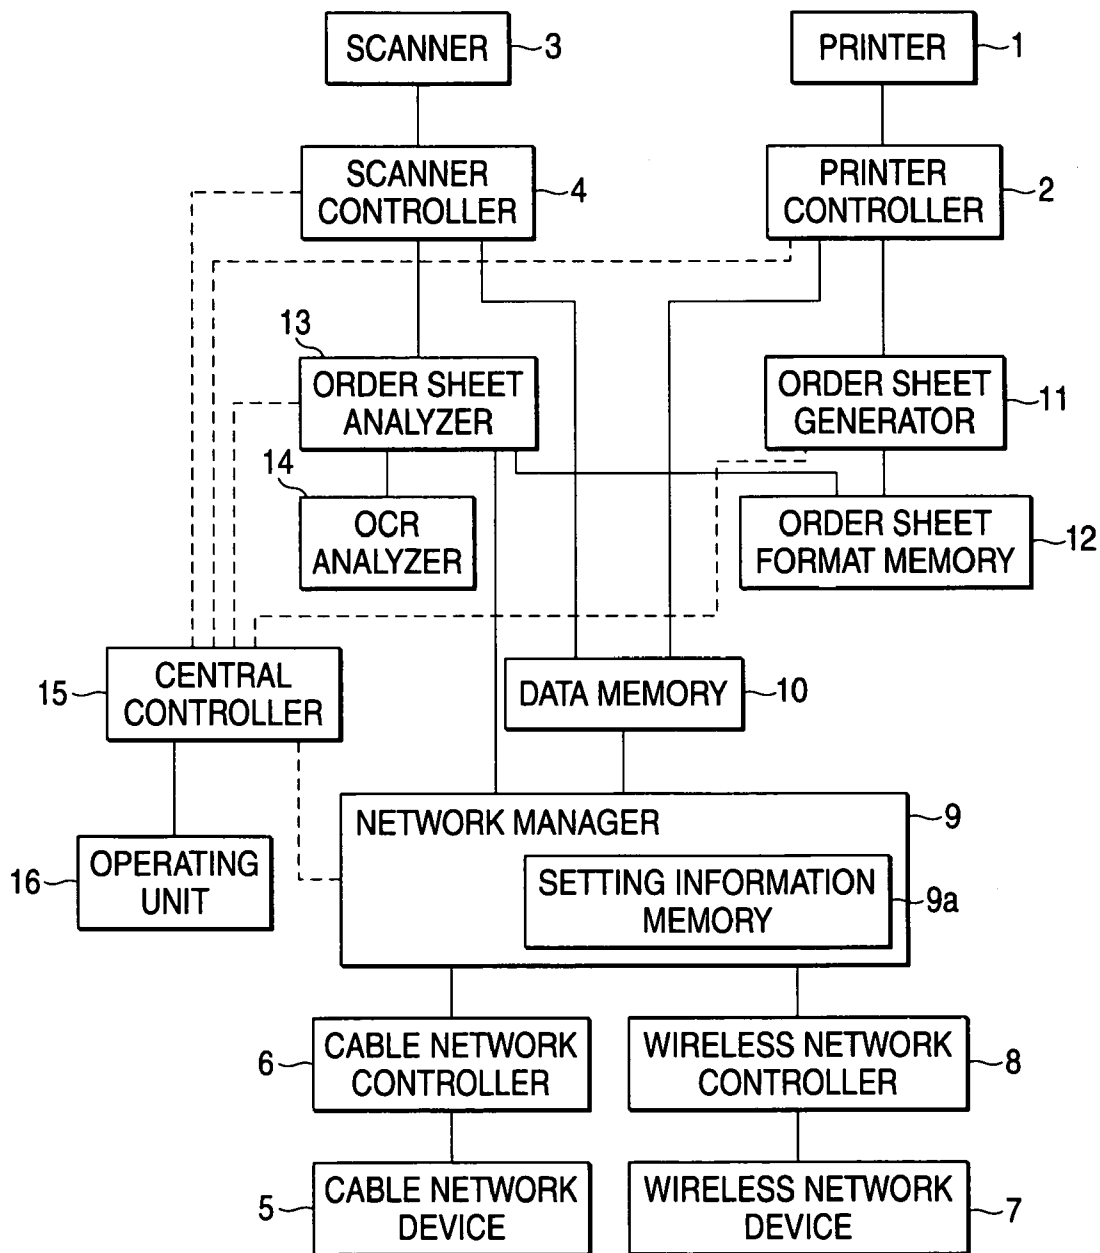 SCANNER 3
PRINTER 1
SCANNER
CONTROLLER 4
PRINTER
CONTROLLER 2
13
ORDER SHEET
ANALYZER
ORDER SHEET
GENERATOR 11
14
OCR
ANALYZER
ORDER SHEET
FORMAT MEMORY 12
15 CENTRAL
CONTROLLER
DATA MEMORY 10
NETWORK MANAGER 9
SETTING INFORMATION
MEMORY 9a
16 OPERATING
UNIT
6 CABLE NETWORK
CONTROLLER
WIRELESS NETWORK
CONTROLLER 8
5 CABLE NETWORK
DEVICE
WIRELESS NETWORK
DEVICE 7